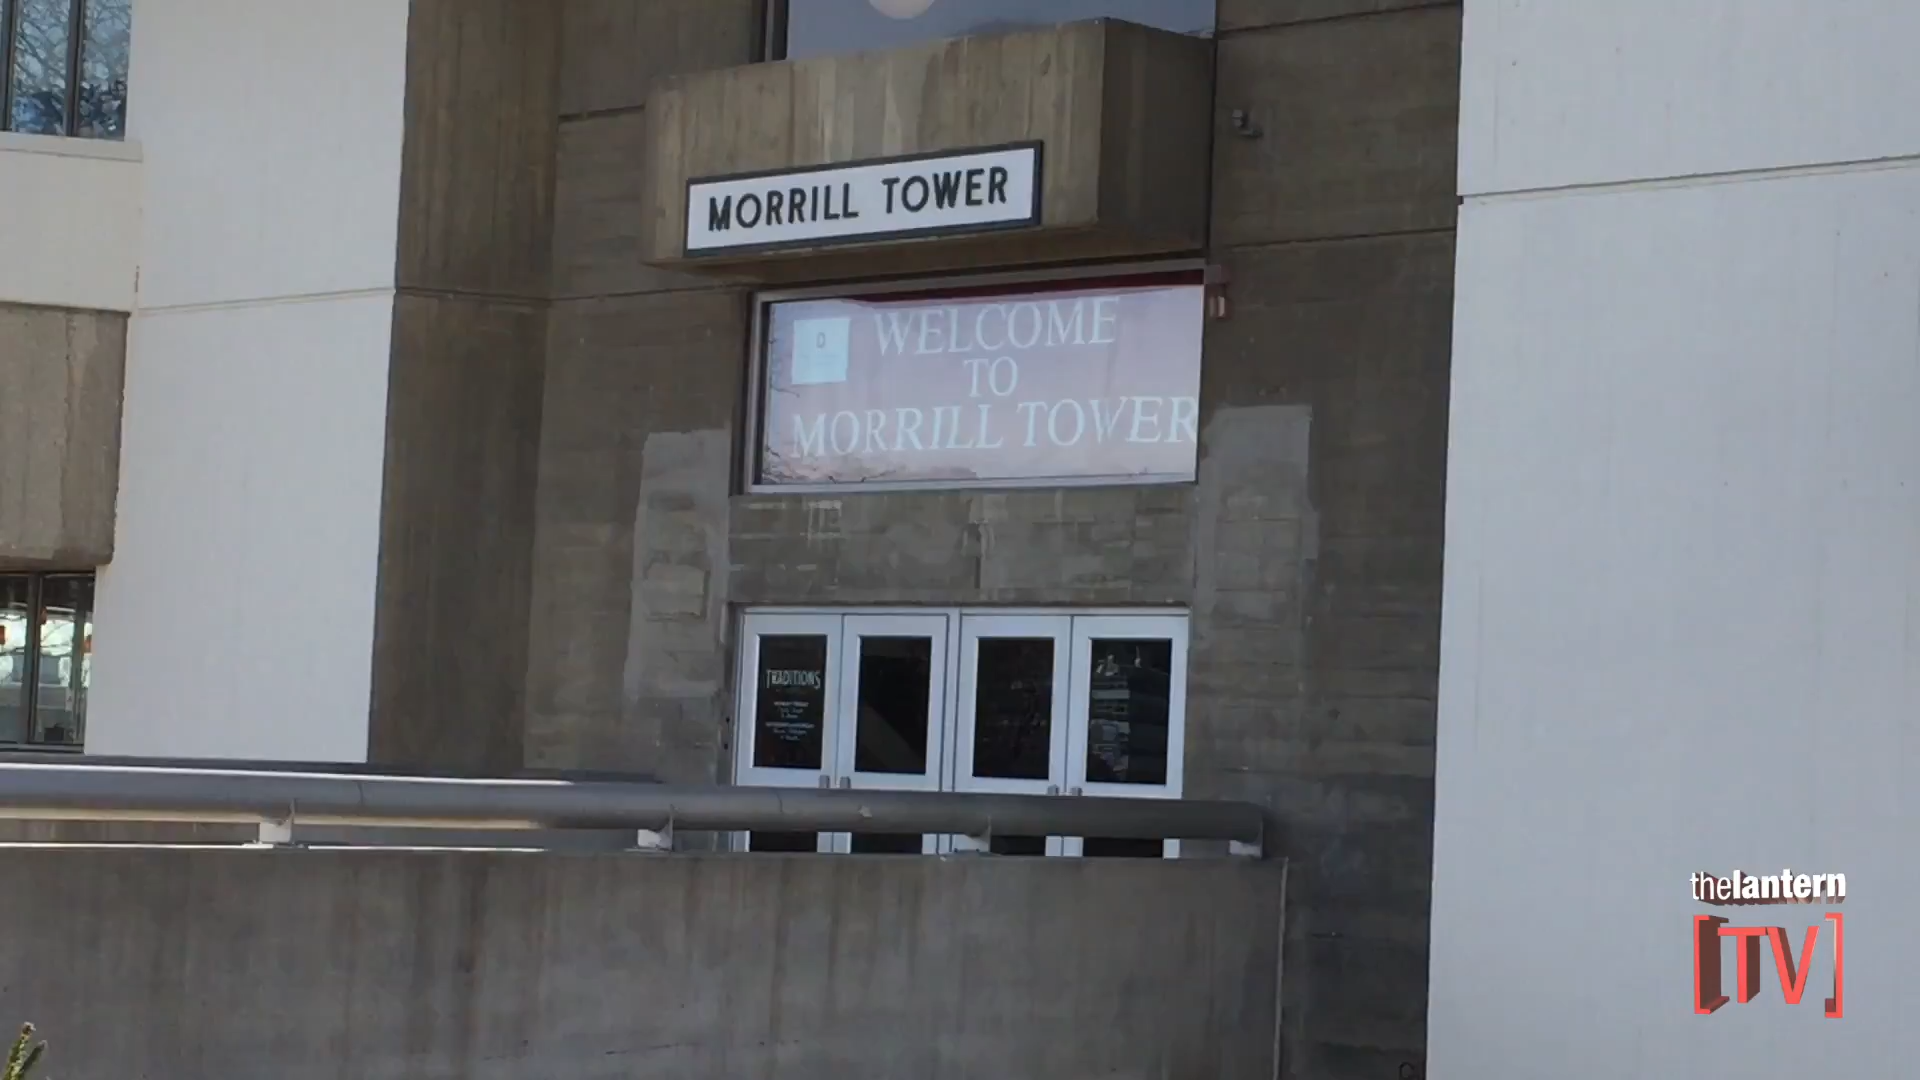 MORRILL TOWER
WELCOME
TO
MORRILL TOWER
TRADITIONS
thelantern
[TV]